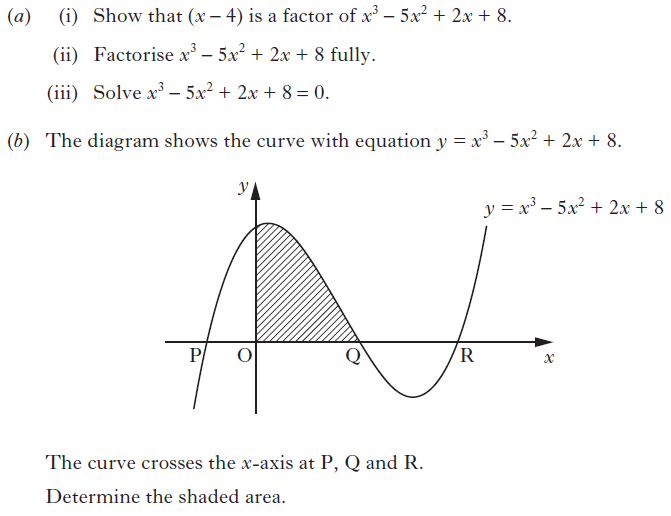 (a) (i) Show that (x – 4) is a factor of x³ – 5x² + 2x + 8.
(ii) Factorise x³ – 5x² + 2x + 8 fully.
(iii) Solve x³ – 5x² + 2x + 8 = 0.
(b) The diagram shows the curve with equation y = x³ – 5x² + 2x + 8.
y
y = x³ – 5x² + 2x + 8
P O Q R x
The curve crosses the x-axis at P, Q and R.
Determine the shaded area.